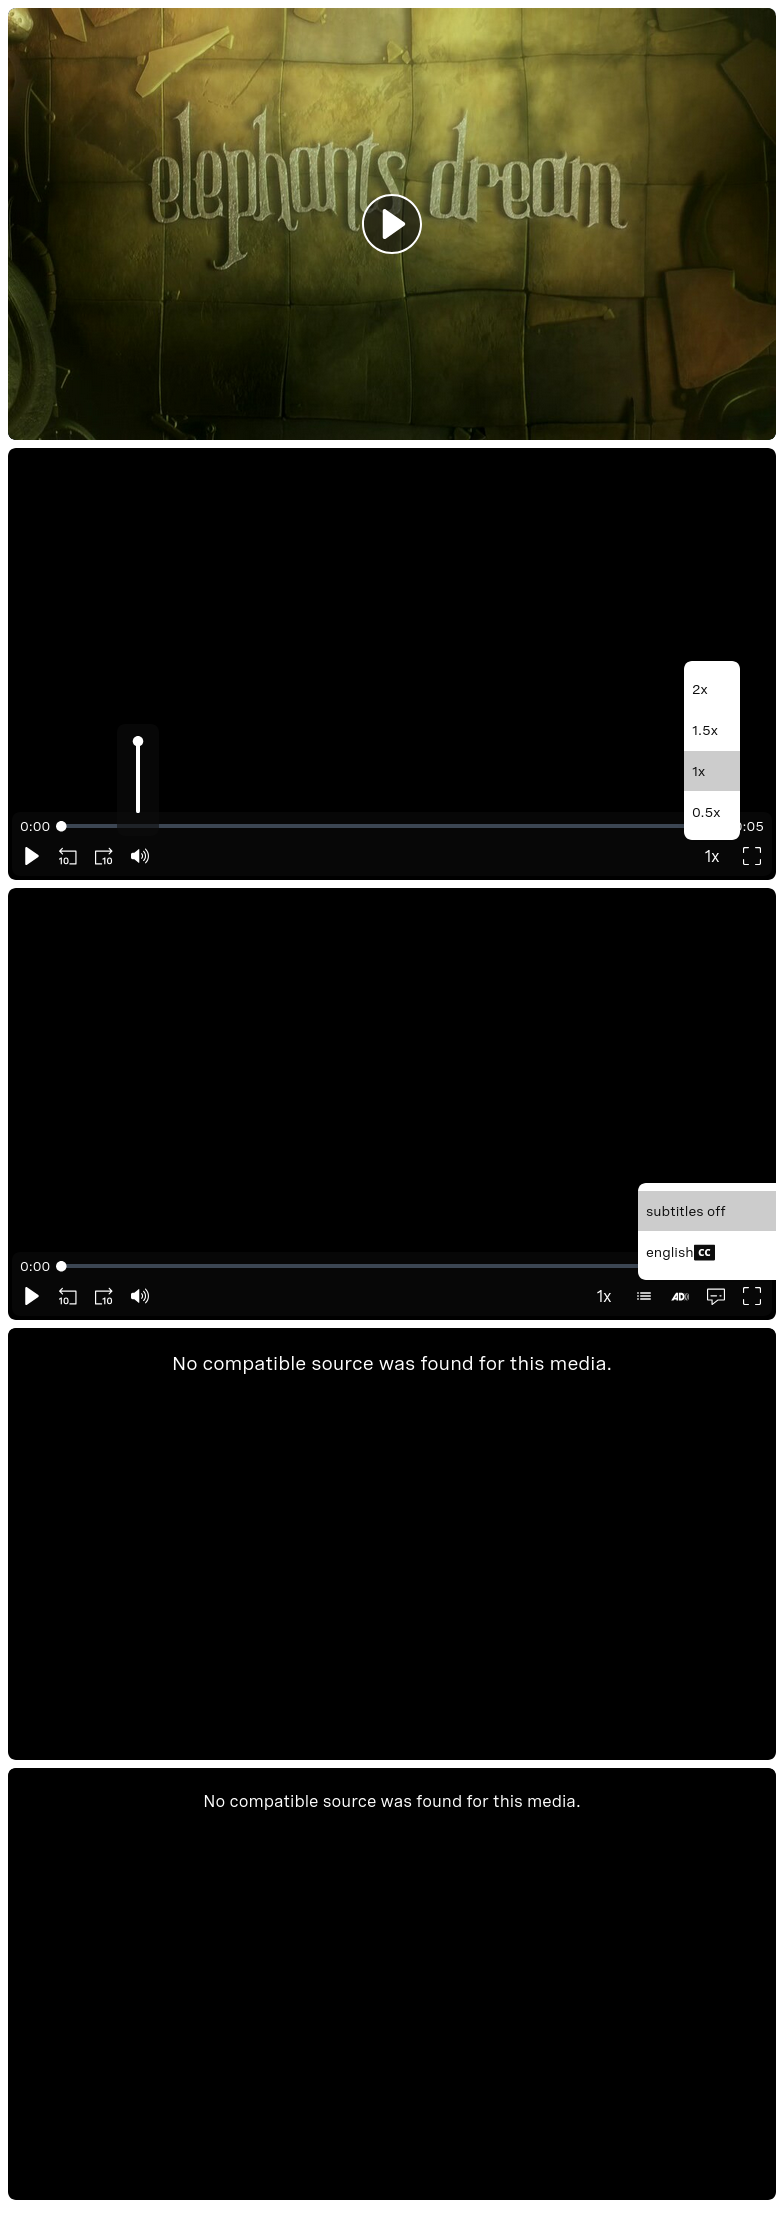 elephants dream
2x
1.5x
1x
0.5x
0:00
:05
10
10
1x
subtitles off
english CC
0:00
10
10
1x
AD
No compatible source was found for this media.
No compatible source was found for this media.